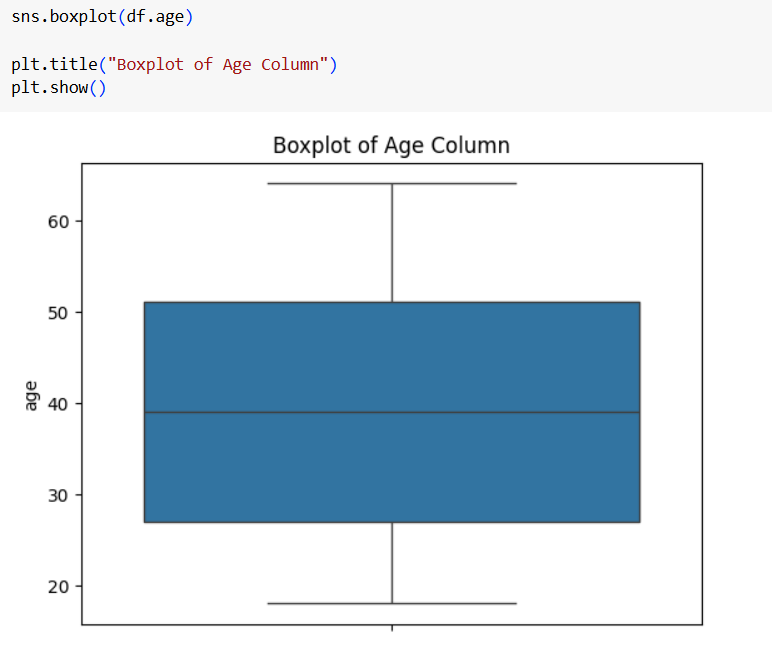 sns.boxplot(df.age)
plt.title("Boxplot of Age Column")
plt.show()
Boxplot of Age Column
60
50
40
30
20
age